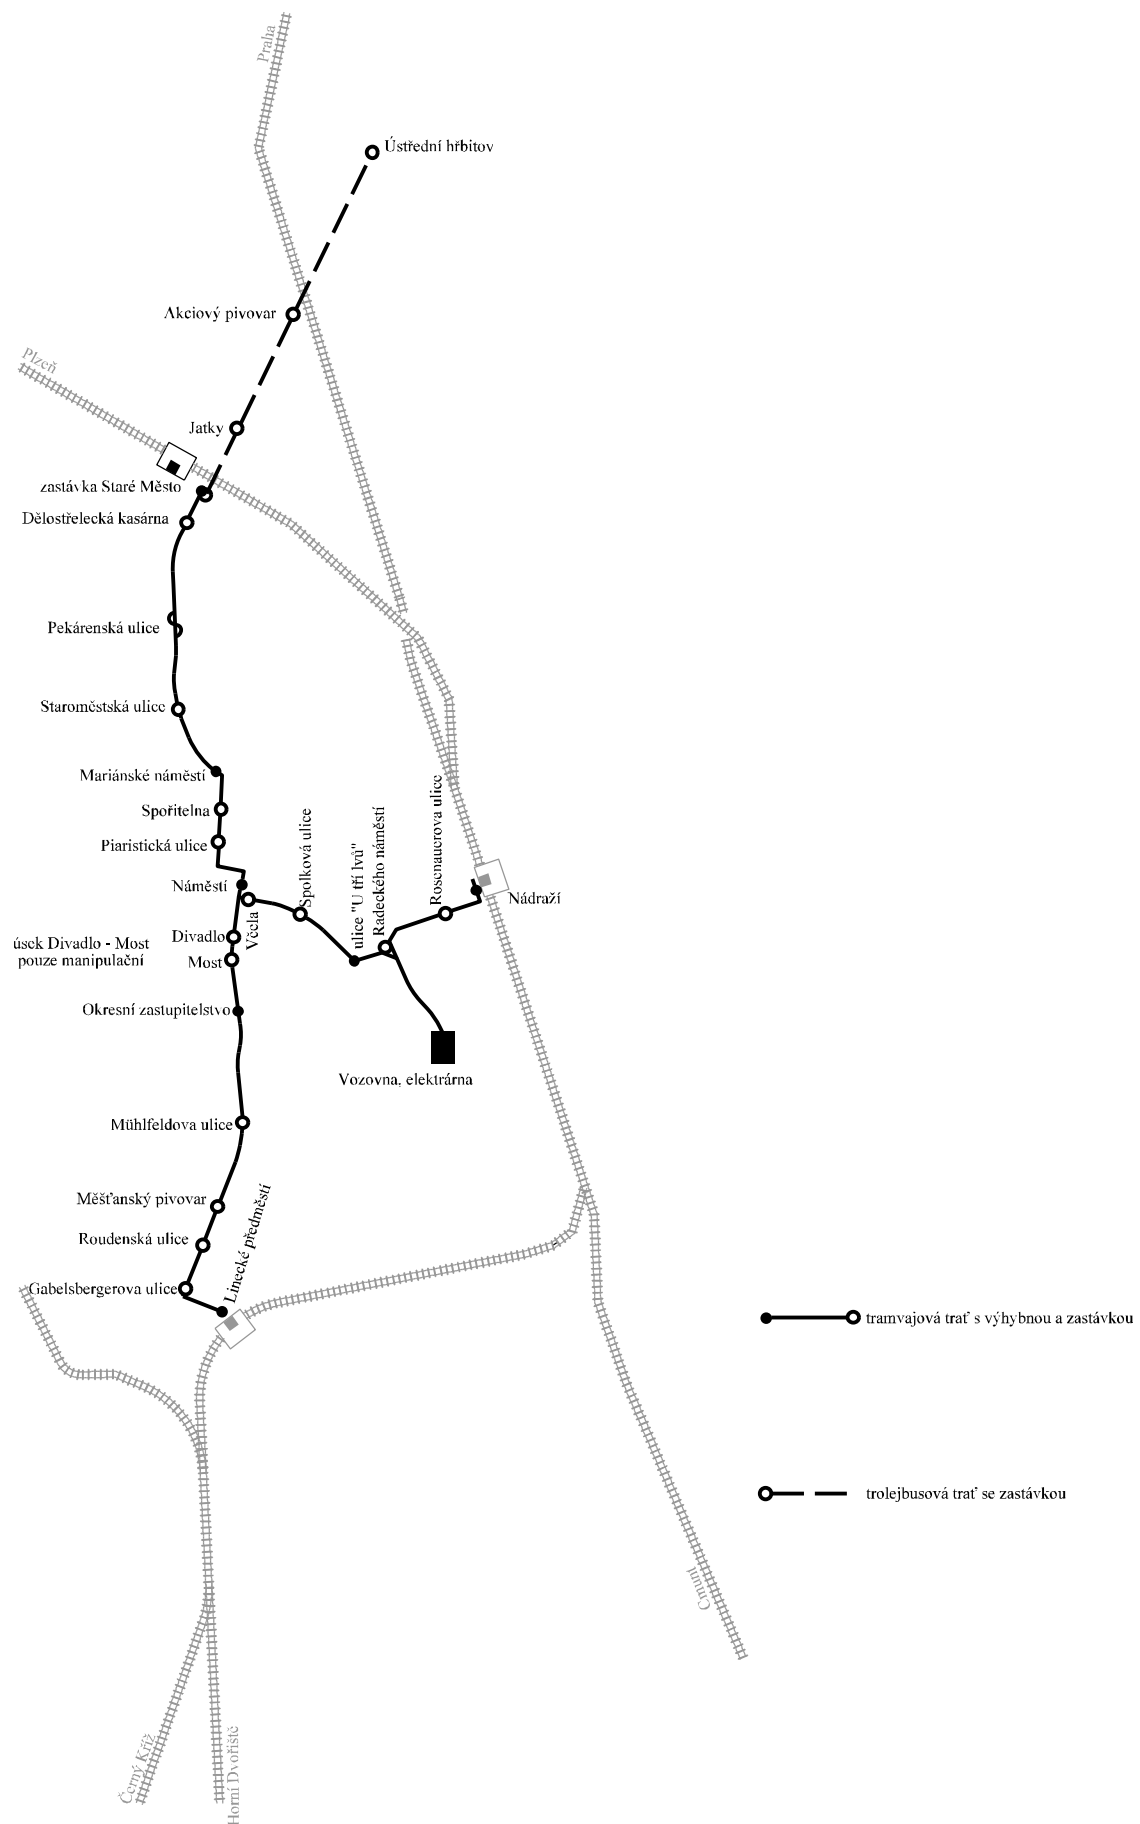 Praha
Ústřední hřbitov
Akciový pivovar
Plzeň
Jatky
zastávka Staré Město
Dělostřelecká kasárna
Pekárenská ulice
Staroměstská ulice
Mariánské náměstí
Spořitelna
Piaristická ulice
Náměstí
Včela
Spolková ulice
ulice "U tří lvů"
Radeckého náměstí
Rosenauerova ulice
Nádraží
Divadlo
úsek Divadlo - Most
pouze manipulační
Most
Okresní zastupitelstvo
Vozovna, elektrárna
Mühlfeldova ulice
Měšťanský pivovar
Roudenská ulice
Linecké předměstí
Gabelsbergerova ulice
tramvajová trať s výhybnou a zastávkou
trolejbusová trať se zastávkou
Gmünd
Černý Kříž
Horní Dvořiště